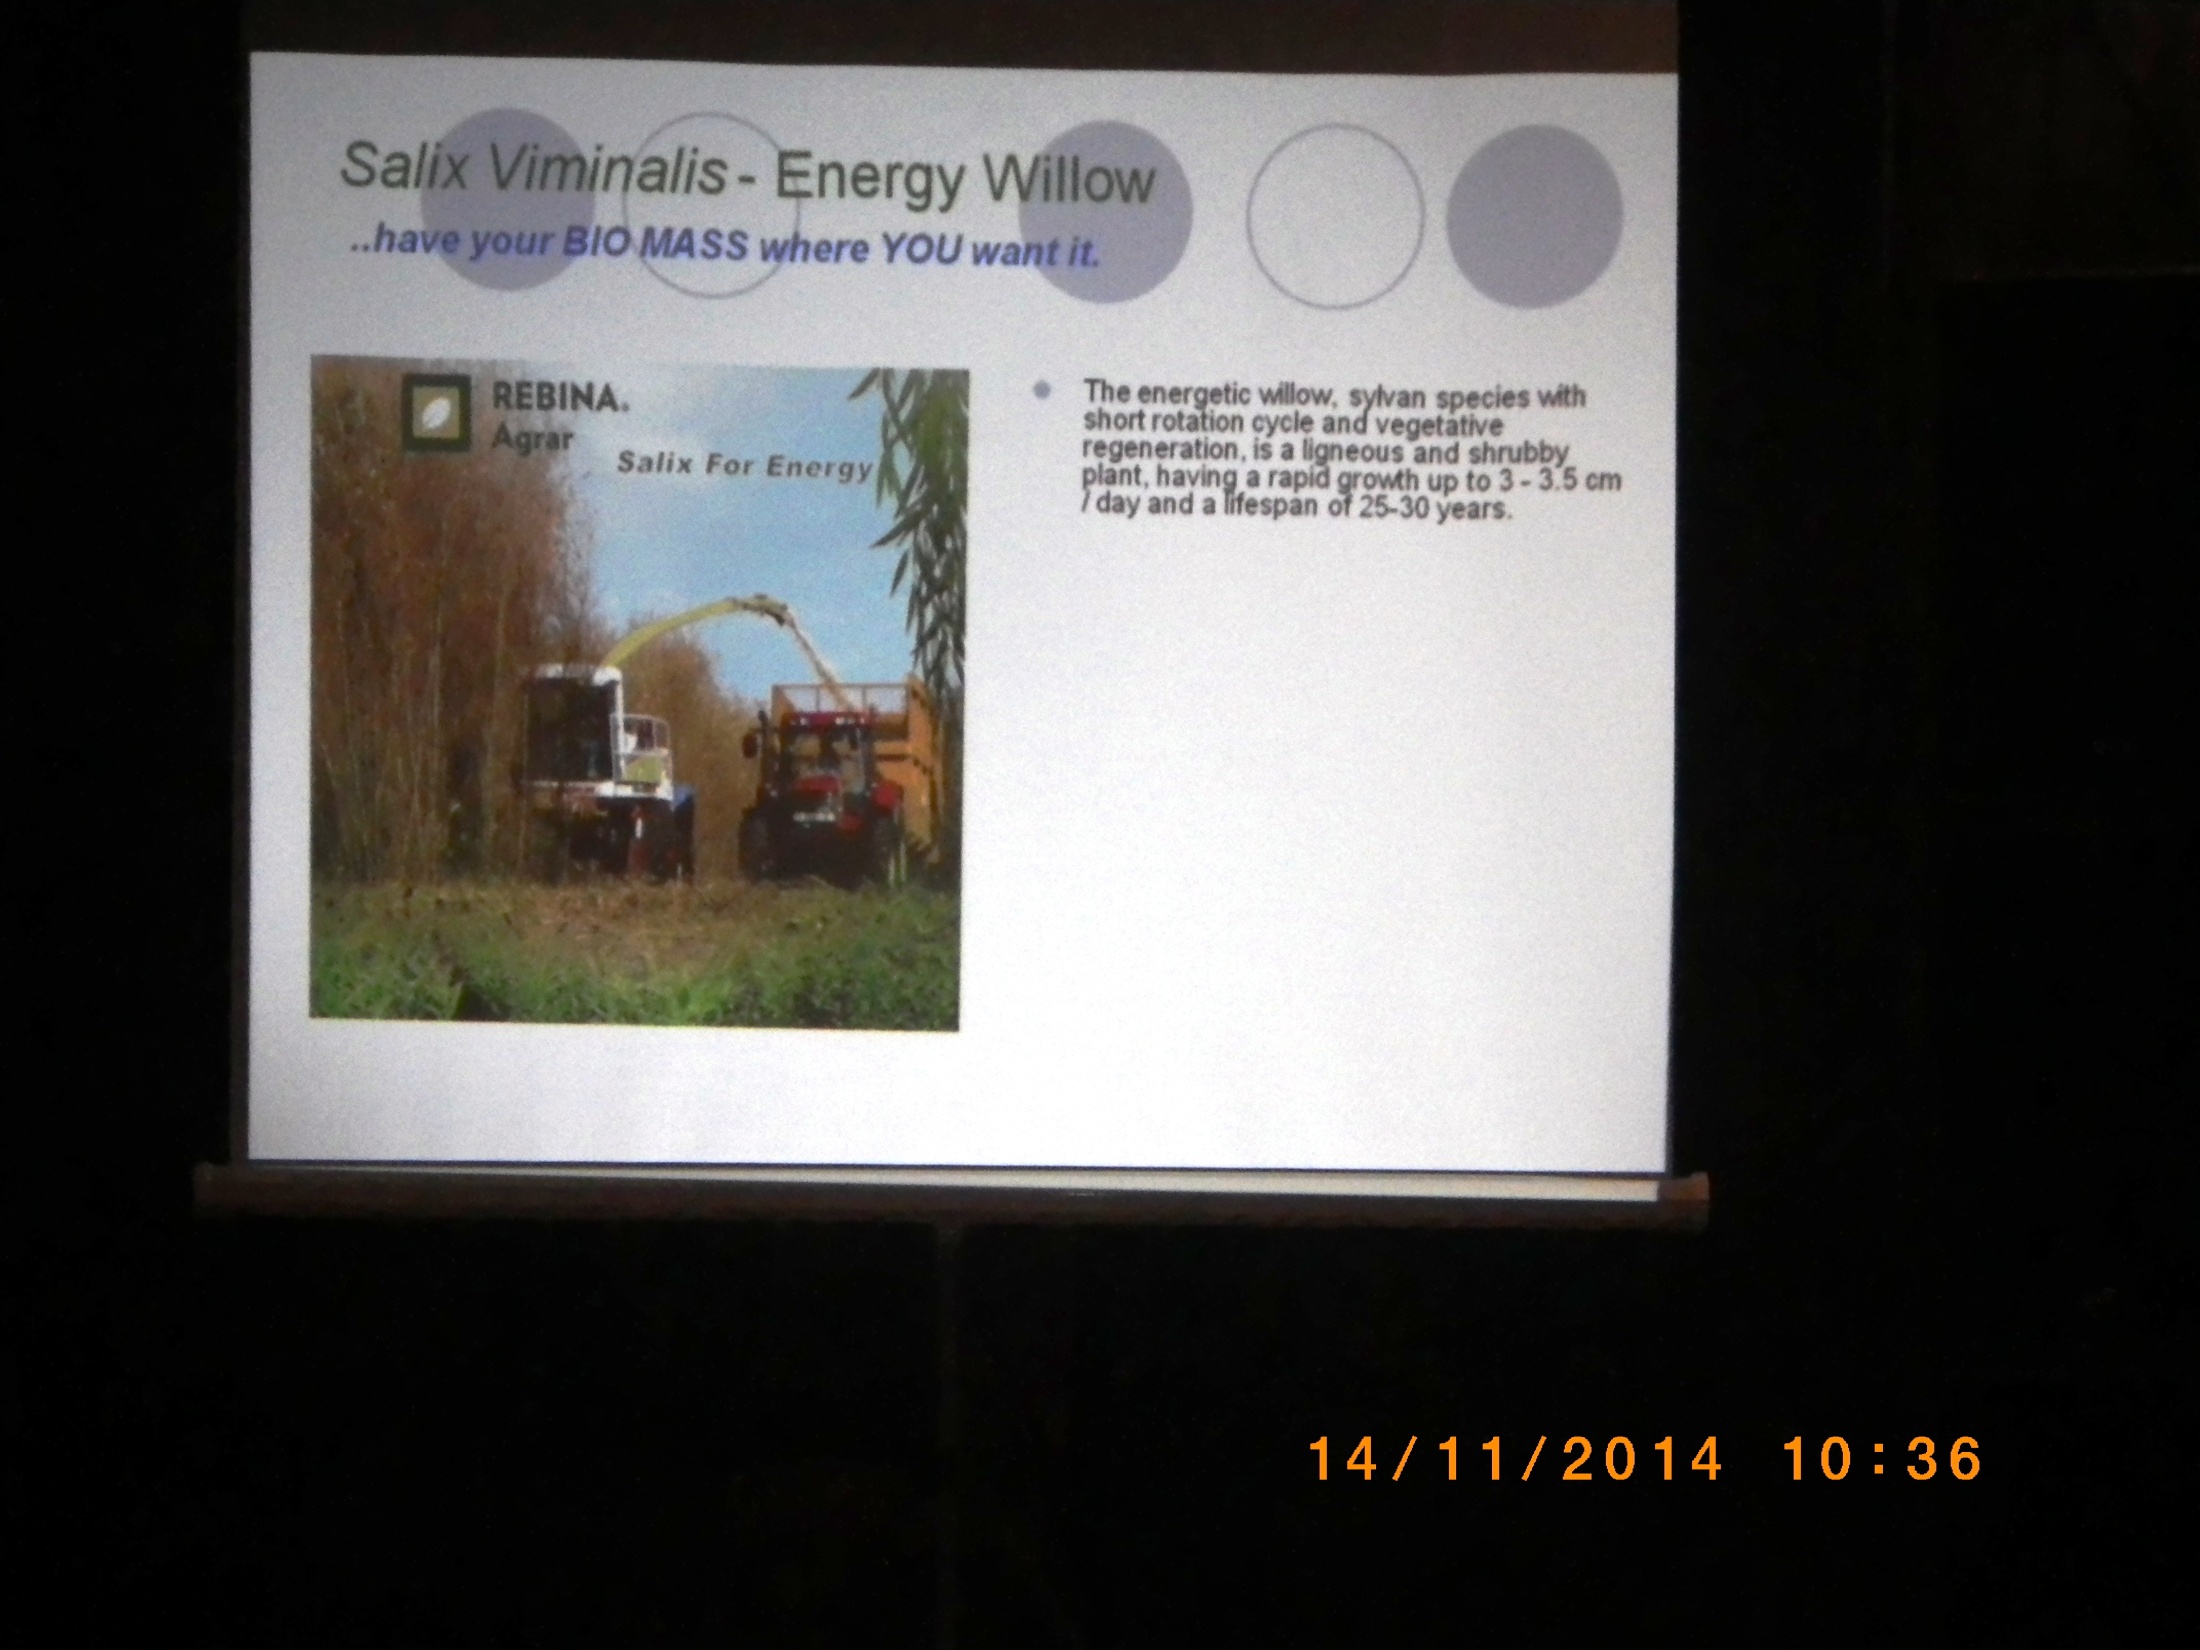 Salix Viminalis - Energy Willow
..have your BIO MASS where YOU want it.
REBINA.
Agrar
Salix For Energy
The energetic willow, sylvan species with
short rotation cycle and vegetative
regeneration, is a ligneous and shrubby
plant, having a rapid growth up to 3 - 3.5 cm
/ day and a lifespan of 25-30 years.
14/11/2014 10:36